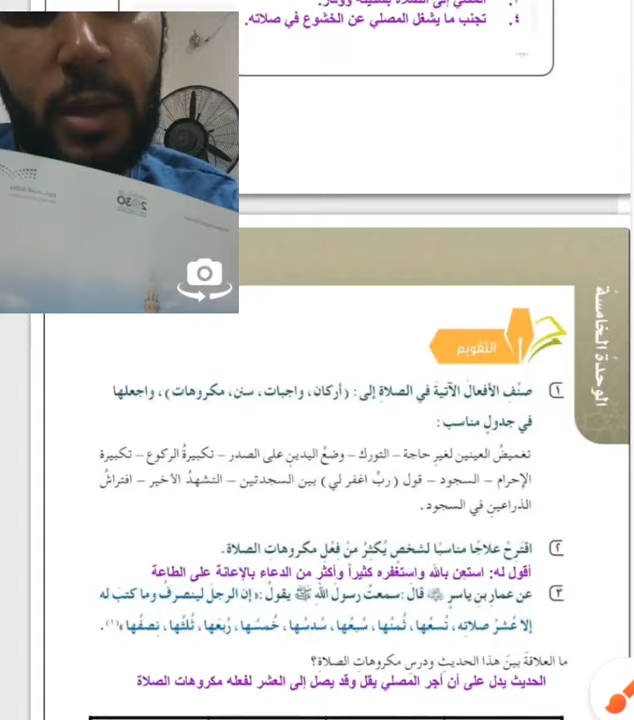 ٤. تجنب ما يشغل المصلي عن الخشوع في صلاته.
2030
الوحدة الخامسة
التقويم
١ صنّفِ الأفعالَ الآتيةَ في الصلاةِ إلى: (أركان، واجبات، سنن، مكروهات)، واجعلها
في جدولٍ مناسب:
تغميضُ العينينِ لغيرِ حاجة – التورك – وضعُ اليدينِ على الصدر – تكبيرةُ الركوع – تكبيرة
الإحرام – السجود – قول (ربِّ اغفر لي) بين السجدتين – التشهدُ الأخير – افتراشُ
الذراعينِ في السجود.
٢ اقترحْ علاجًا مناسبًا لشخصٍ يُكثِرُ منْ فِعْلِ مكروهاتِ الصلاة.
أقول له: استعن بالله واستغفره كثيراً وأكثر من الدعاء بالإعانة على الطاعة
٣ عن عمارِ بنِ ياسرٍ ﷺ قالَ: سمعتُ رسولَ اللهِ ﷺ يقولُ: «إن الرجلَ لينصرفُ وما كتبَ له
إلا عُشرُ صلاتِه، تُسعُها، ثُمنُها، سُبعُها، سُدسُها، خُمسُها، رُبعُها، ثُلثُها، نِصفُها»(١).
ما العلاقةُ بينَ هذا الحديثِ ودرسِ مكروهاتِ الصلاةِ؟
الحديث يدل على أن أجر المصلي يقل وقد يصل إلى العشر لفعله مكروهات الصلاة